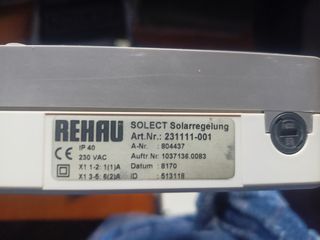 REHAU
SOLECT Solarregelung
Art.Nr.: 231111-001
IP 40
A-Nr. : 804437
CE 230 VAC
Auftr.Nr: 1037136.0083
X1 1-2: 1(1)A
Datum : 8170
X1 3-6: 6(2)A
ID : 513118